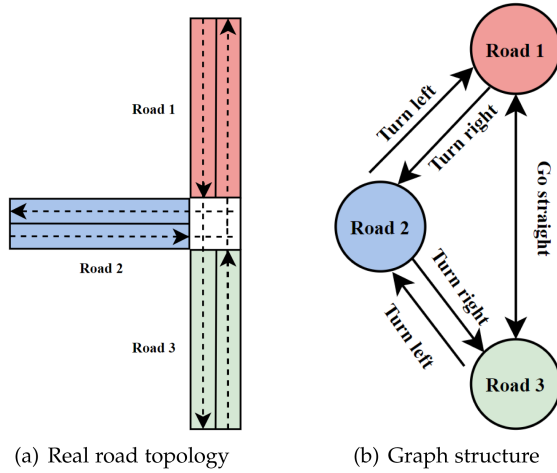 Road 1
Road 2
Road 3
(a) Real road topology
Road 1
Turn left
Turn right
Go straight
Road 2
Turn right
Turn left
Road 3
(b) Graph structure